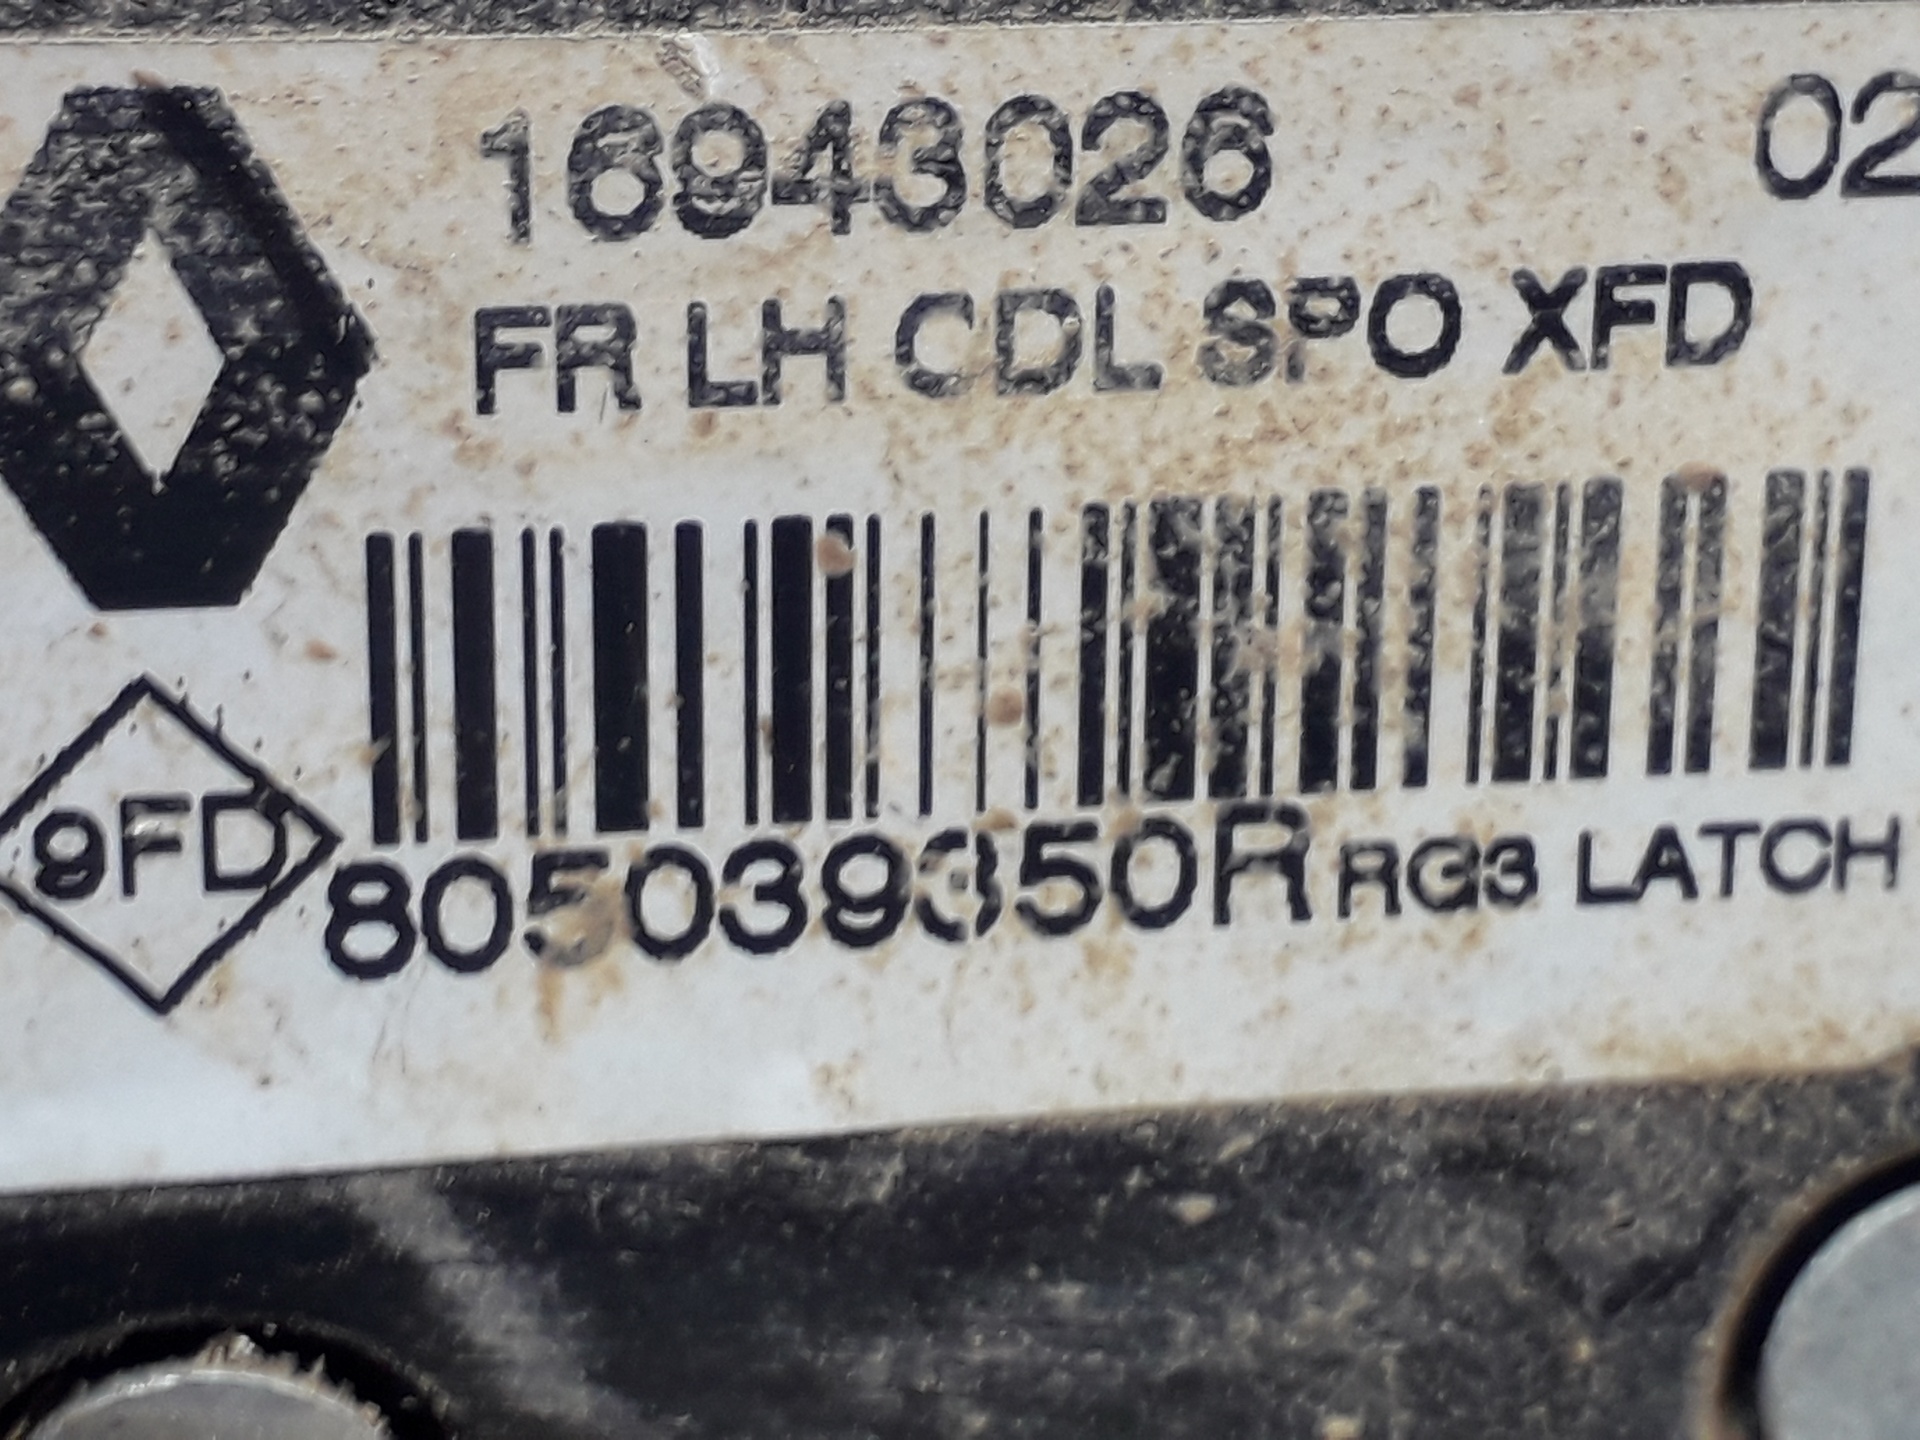 16943026 02
FR LH CDL SPO XFD
9FD
805039350R RG3 LATCH